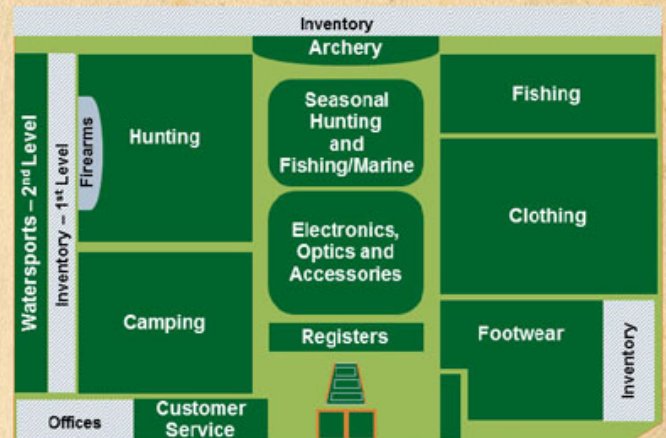 Inventory
Archery
Watersports – 2nd Level
Inventory – 1st Level
Firearms
Hunting
Seasonal
Hunting
and
Fishing/Marine
Fishing
Clothing
Electronics,
Optics and
Accessories
Camping
Registers
Footwear
Inventory
Offices
Customer
Service